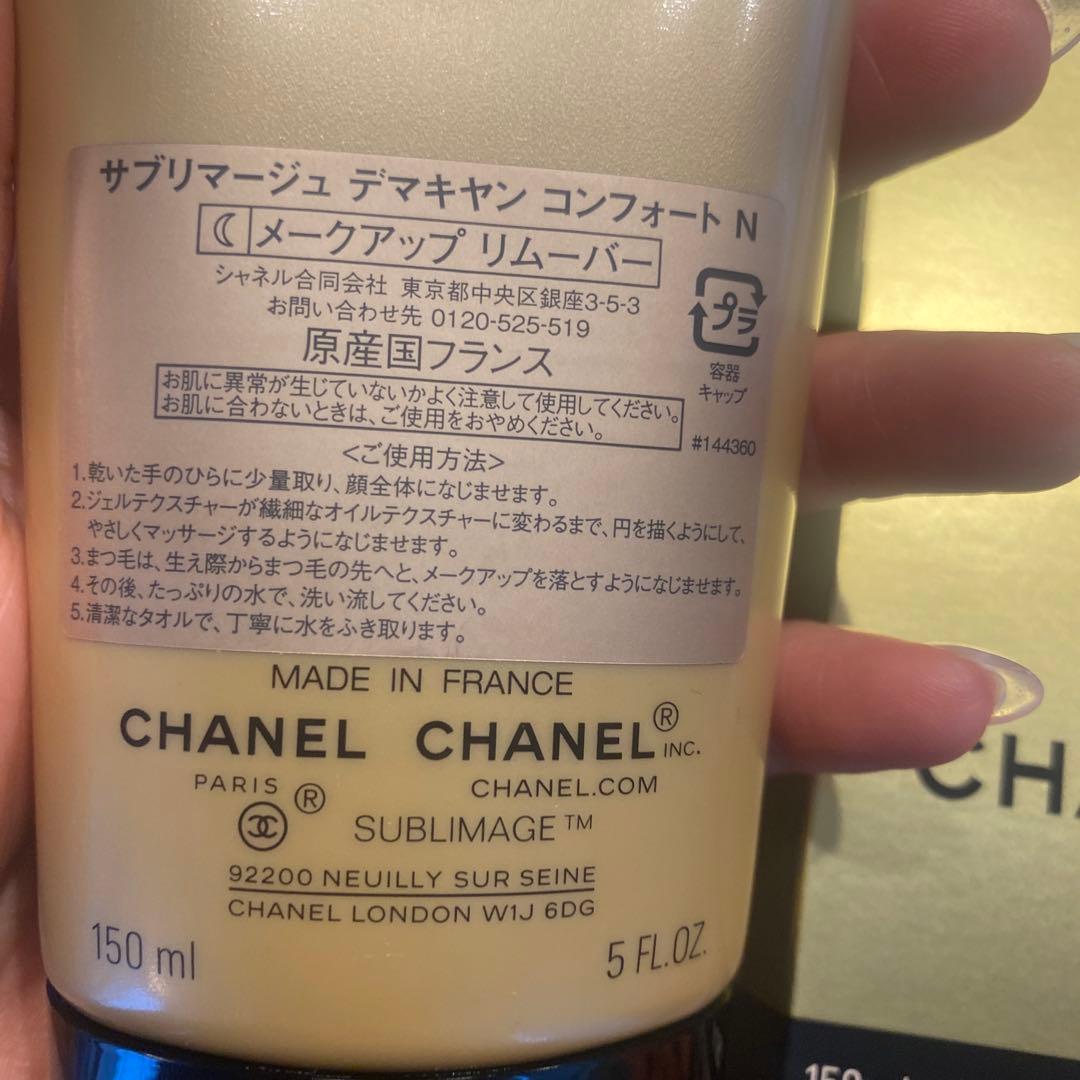 サブリマージュ デマキヤン コンフォート N
メークアップ リムーバー
シャネル合同会社 東京都中央区銀座3-5-3
お問い合わせ先 0120-525-519
原産国フランス
プラ
容器
キャップ
お肌に異常が生じていないかよく注意して使用してください。
お肌に合わないときは、ご使用をおやめください。
#144360
<ご使用方法>
1.乾いた手のひらに少量取り、顔全体になじませます。
2.ジェルテクスチャーが繊細なオイルテクスチャーに変わるまで、円を描くようにして、
やさしくマッサージするようになじませます。
3.まつ毛は、生え際からまつ毛の先へと、メークアップを落とすようになじませます。
4.その後、たっぷりの水で、洗い流してください。
5.清潔なタオルで、丁寧に水をふき取ります。
MADE IN FRANCE
CHANEL CHANEL® INC.
PARIS ® CHANEL.COM
SUBLIMAGE™
92200 NEUILLY SUR SEINE
CHANEL LONDON W1J 6DG
150 ml 5 FL.OZ.
CH
150